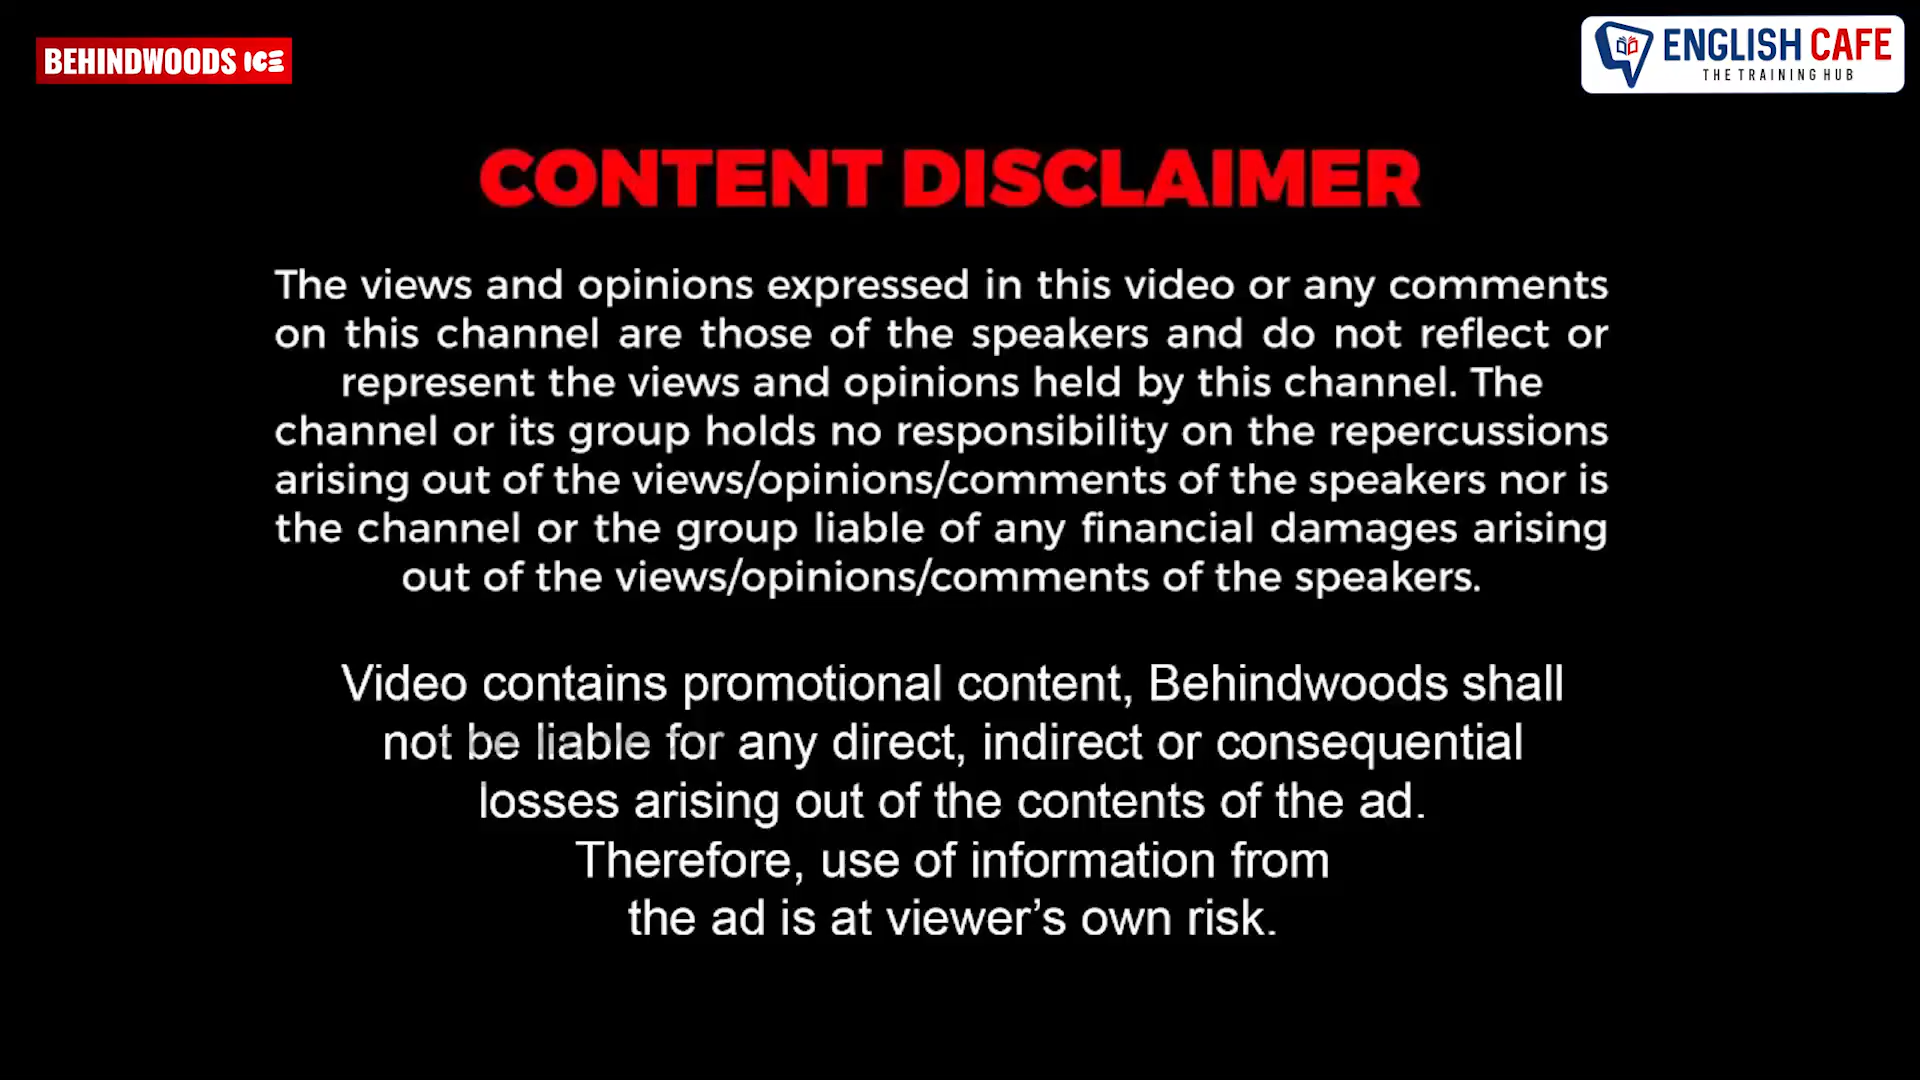 BEHINDWOODS ICE
ENGLISH CAFE
THE TRAINING HUB
CONTENT DISCLAIMER
The views and opinions expressed in this video or any comments
on this channel are those of the speakers and do not reflect or
represent the views and opinions held by this channel. The
channel or its group holds no responsibility on the repercussions
arising out of the views/opinions/comments of the speakers nor is
the channel or the group liable of any financial damages arising
out of the views/opinions/comments of the speakers.
Video contains promotional content, Behindwoods shall
not be liable for any direct, indirect or consequential
losses arising out of the contents of the ad.
Therefore, use of information from
the ad is at viewer’s own risk.